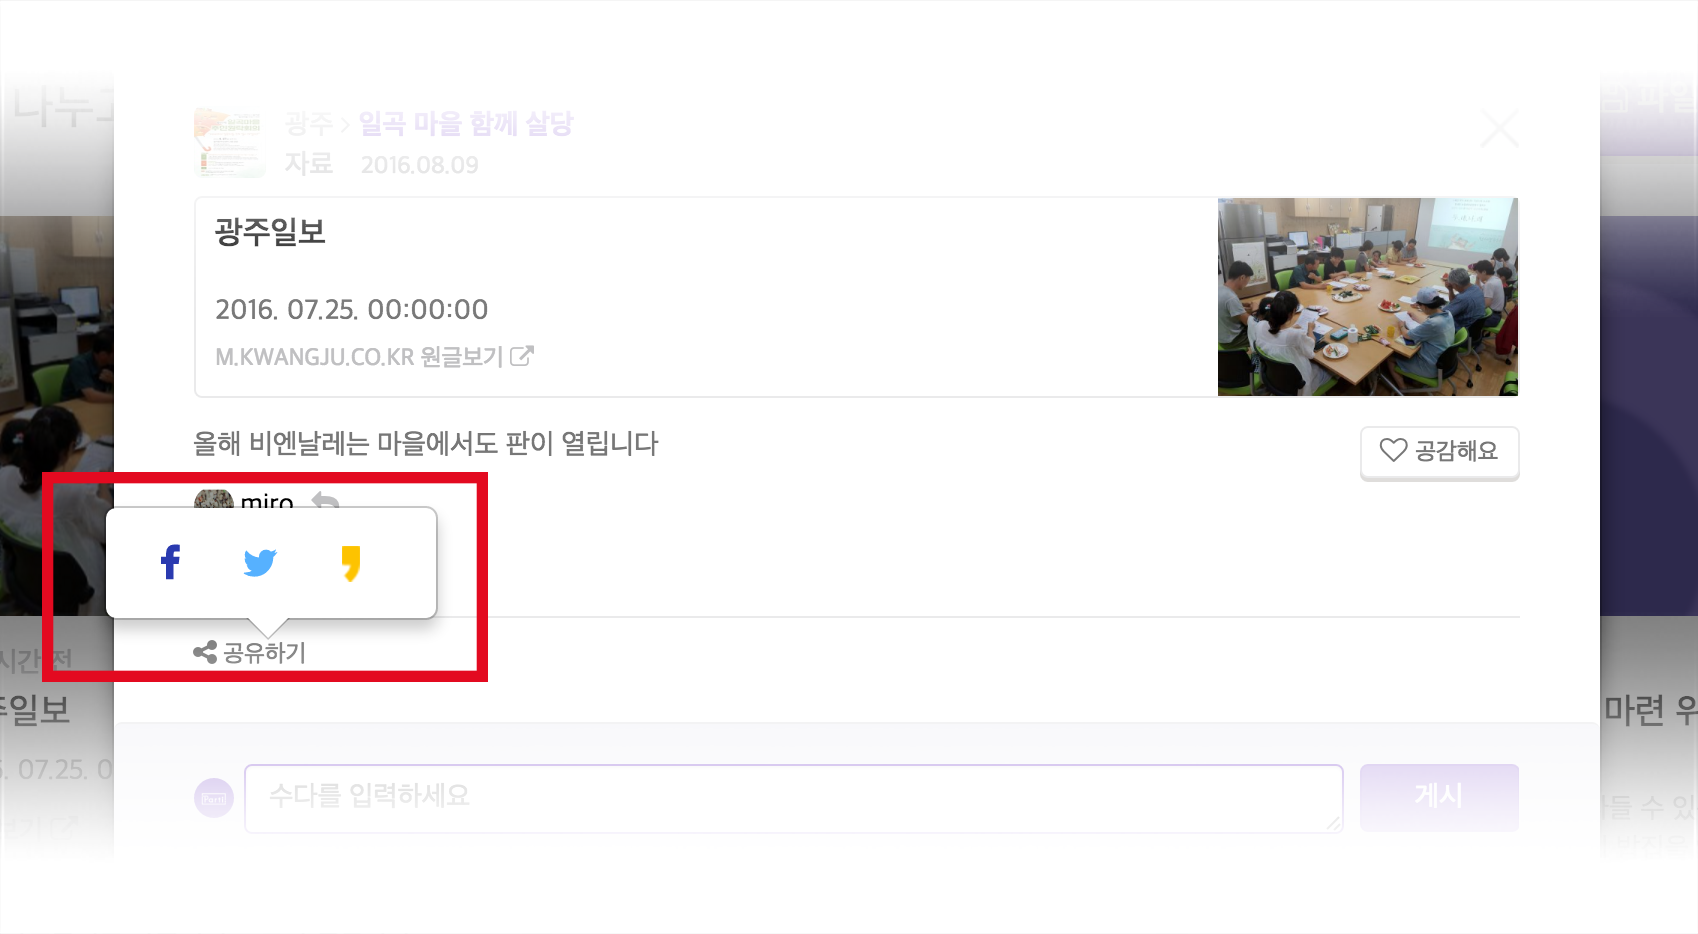 나누고
광주 > 일곡 마을 함께 살당
자료 2016.08.09
광주일보
2016. 07.25. 00:00:00
M.KWANGJU.CO.KR 원글보기
올해 비엔날레는 마을에서도 판이 열립니다
공감해요
miro
공유하기
시간 전
주일보
마련 위
. 07.25. 0
수다를 입력하세요
게시
들 수 있